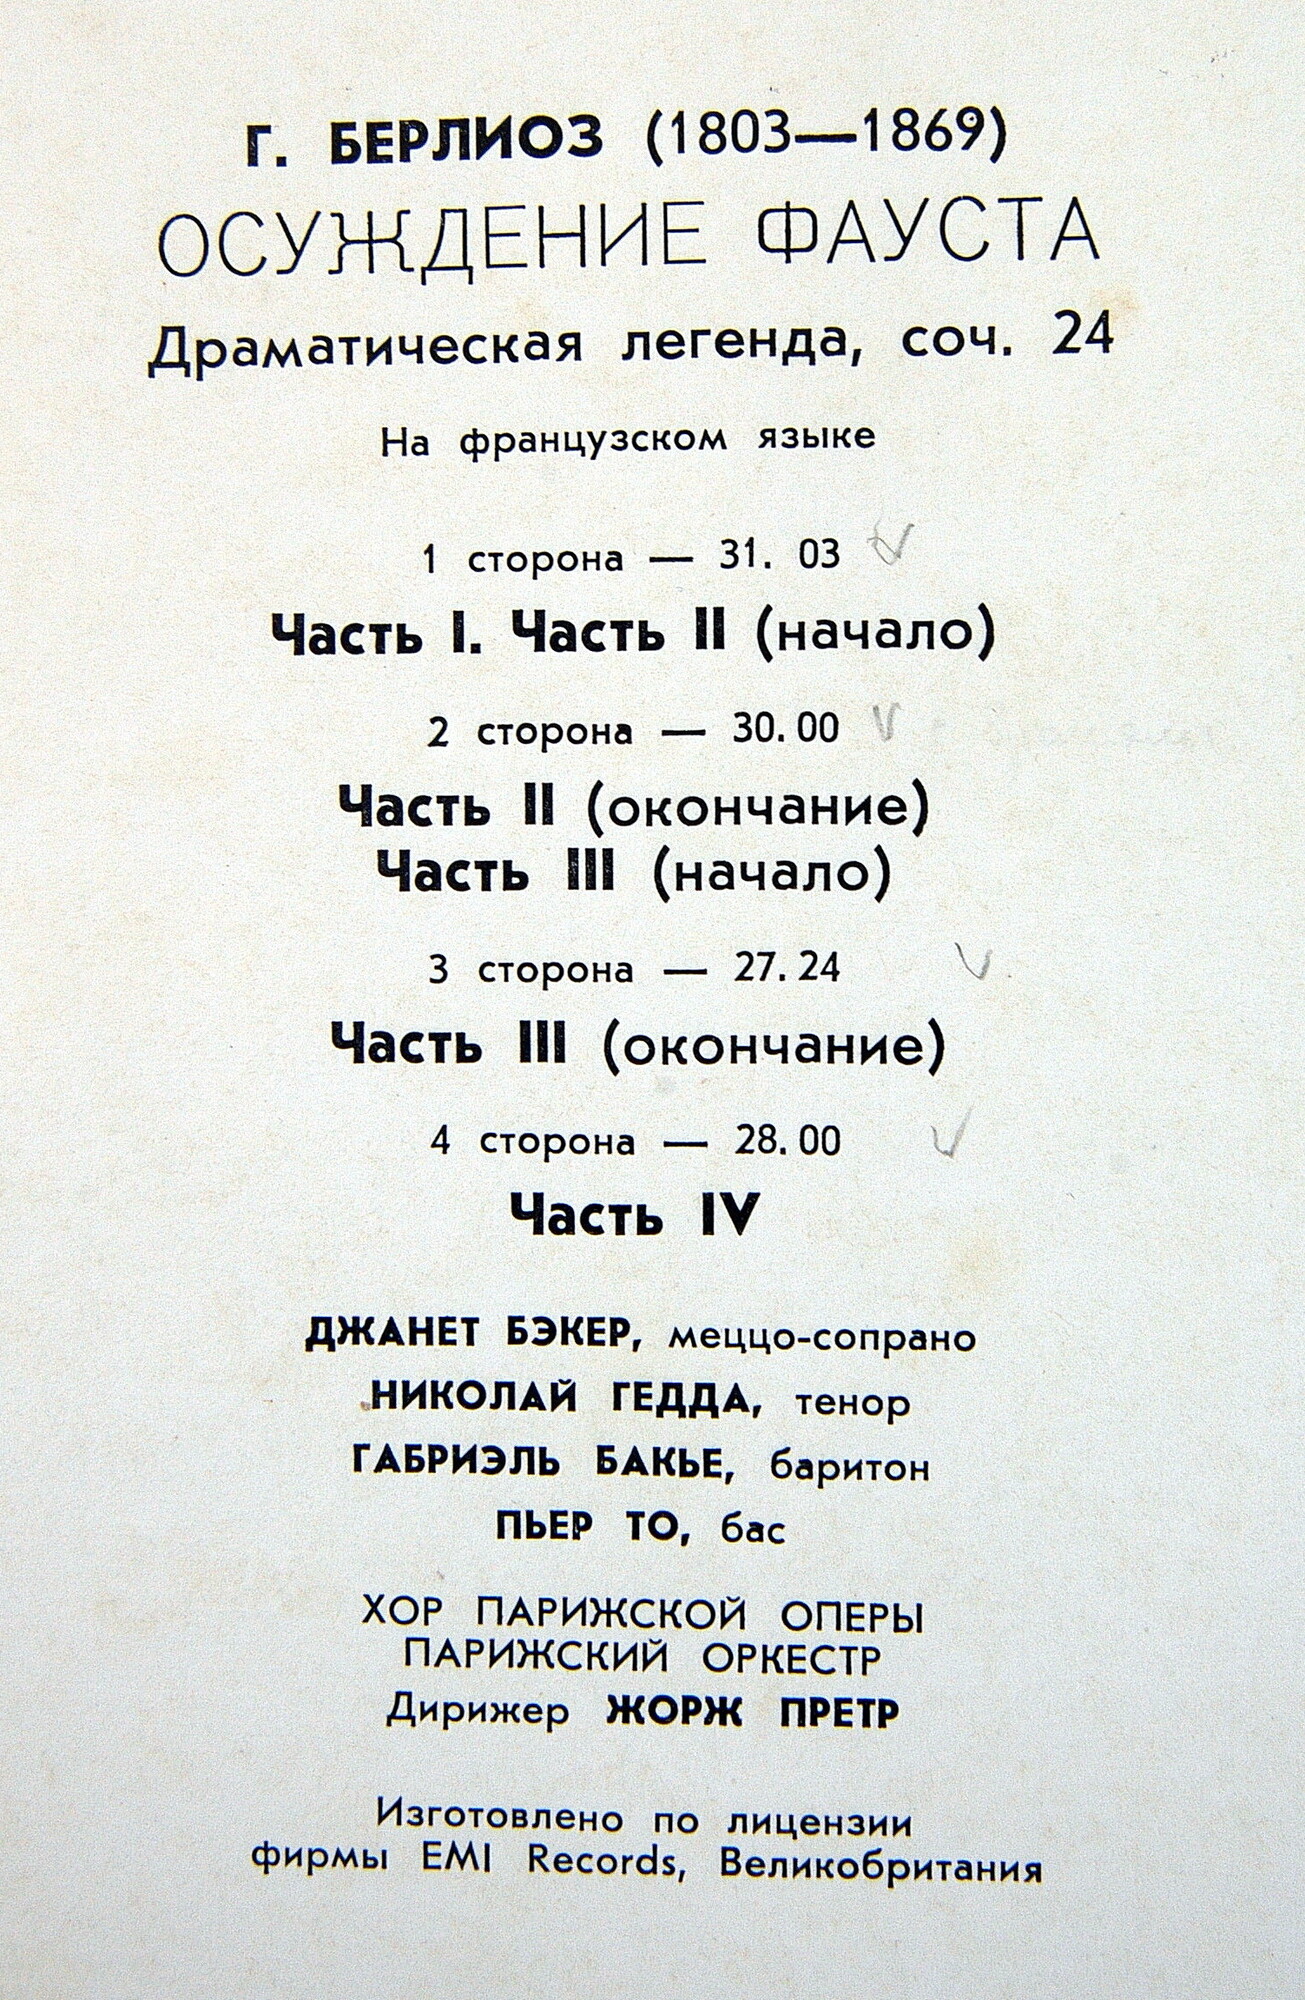 Г. БЕРЛИОЗ (1803—1869)
ОСУЖДЕНИЕ ФАУСТА
Драматическая легенда, соч. 24
На французском языке
1 сторона — 31. 03
Часть I. Часть II (начало)
2 сторона — 30.00
Часть II (окончание)
Часть III (начало)
3 сторона — 27.24
Часть III (окончание)
4 сторона — 28.00
Часть IV
ДЖАНЕТ БЭКЕР, меццо-сопрано
НИКОЛАЙ ГЕДДА, тенор
ГАБРИЭЛЬ БАКЬЕ, баритон
ПЬЕР ТО, бас
ХОР ПАРИЖСКОЙ ОПЕРЫ
ПАРИЖСКИЙ ОРКЕСТР
Дирижер ЖОРЖ ПРЕТР
Изготовлено по лицензии
фирмы EMI Records, Великобритания